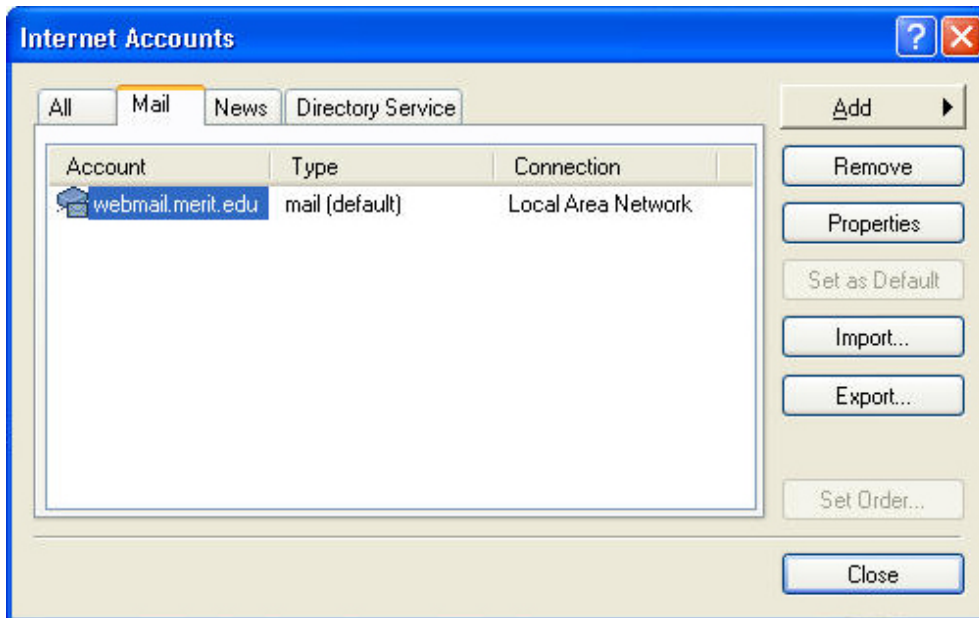 Internet Accounts
?
All Mail News Directory Service
Account Type Connection
webmail.merit.edu mail (default) Local Area Network
Add
Remove
Properties
Set as Default
Import...
Export...
Set Order...
Close